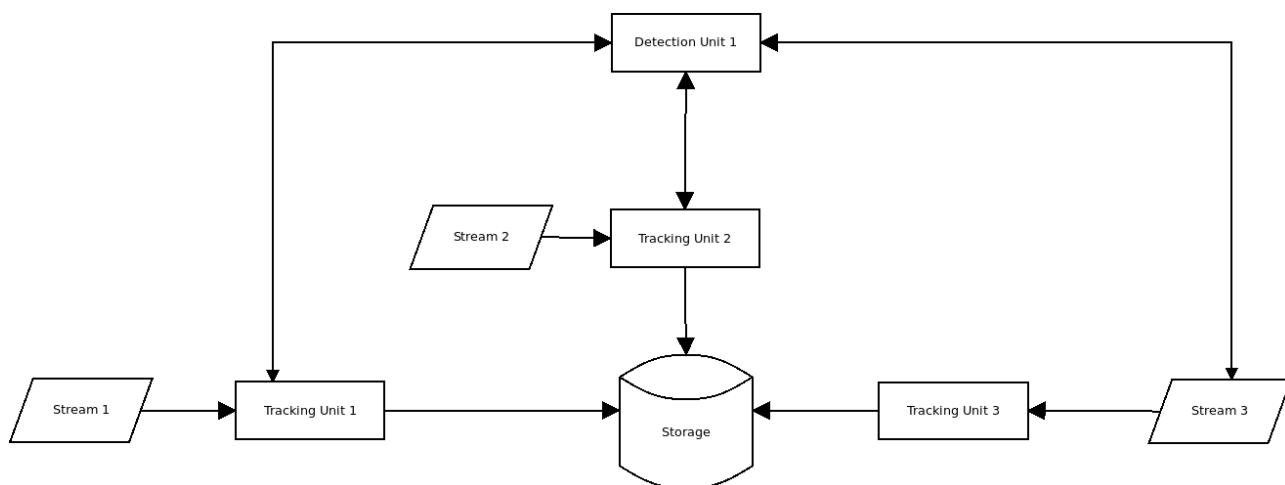 Detection Unit 1
Stream 2
Tracking Unit 2
Stream 1
Tracking Unit 1
Storage
Tracking Unit 3
Stream 3